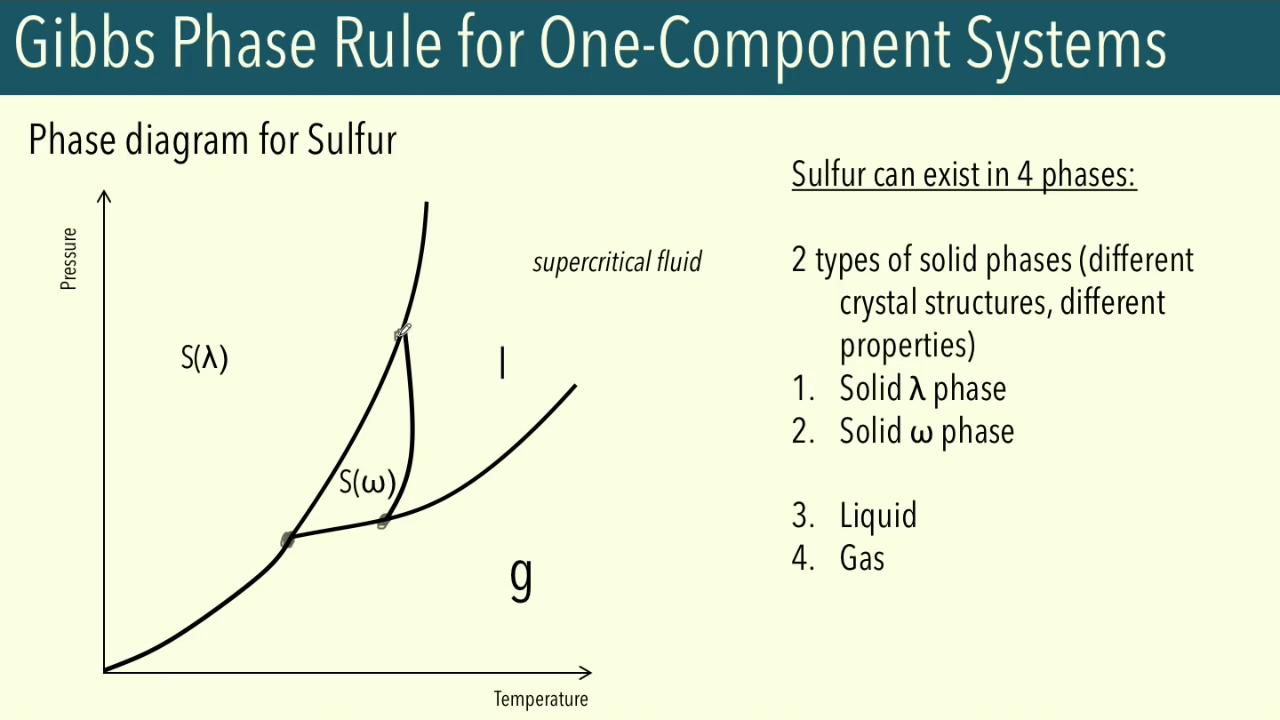 Gibbs Phase Rule for One-Component Systems
Phase diagram for Sulfur
Pressure
supercritical fluid
S(λ)
l
S(ω)
g
Temperature
Sulfur can exist in 4 phases:
2 types of solid phases (different
crystal structures, different
properties)
1. Solid λ phase
2. Solid ω phase
3. Liquid
4. Gas